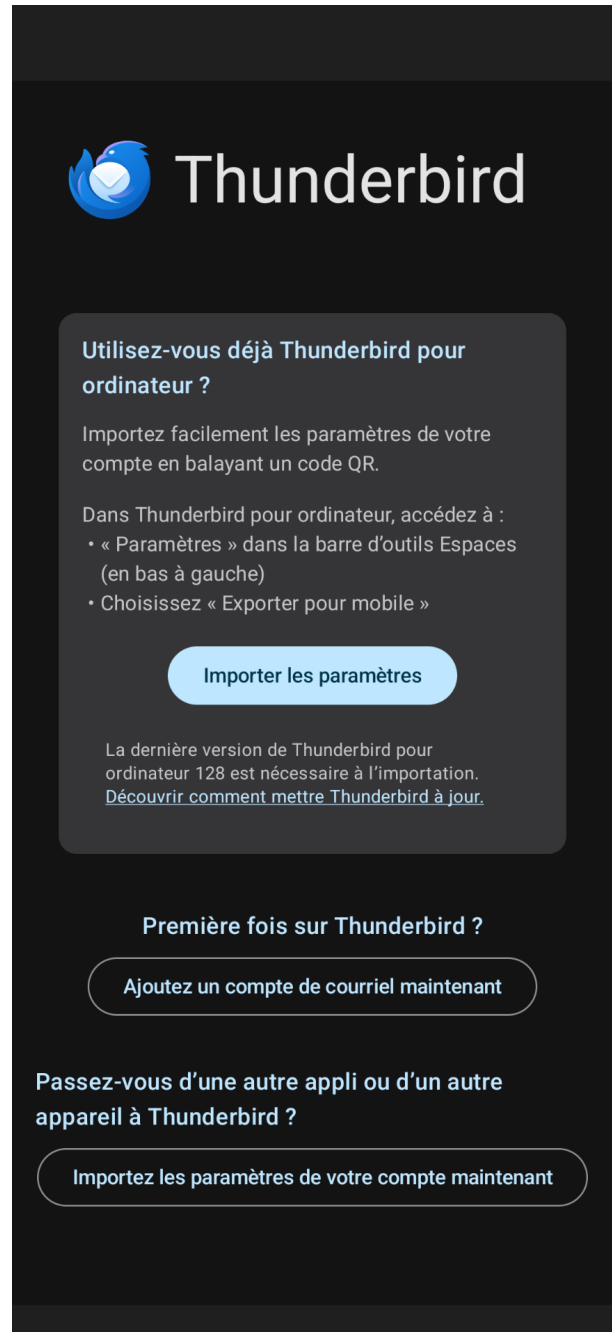 Thunderbird
Utilisez-vous déjà Thunderbird pour
ordinateur ?
Importez facilement les paramètres de votre
compte en balayant un code QR.
Dans Thunderbird pour ordinateur, accédez à :
• « Paramètres » dans la barre d’outils Espaces
(en bas à gauche)
• Choisissez « Exporter pour mobile »
Importer les paramètres
La dernière version de Thunderbird pour
ordinateur 128 est nécessaire à l’importation.
Découvrir comment mettre Thunderbird à jour.
Première fois sur Thunderbird ?
Ajoutez un compte de courriel maintenant
Passez-vous d’une autre appli ou d’un autre
appareil à Thunderbird ?
Importez les paramètres de votre compte maintenant